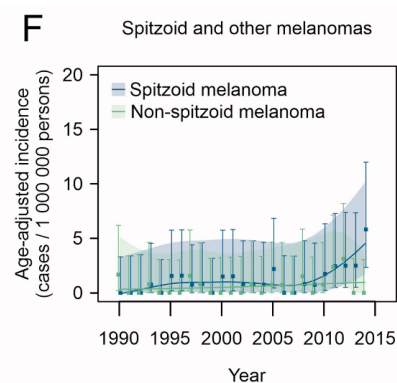 F
Spitzoid and other melanomas
Age-adjusted incidence
(cases / 1 000 000 persons)
20
15
10
5
0
Spitzoid melanoma
Non-spitzoid melanoma
1990 1995 2000 2005 2010 2015
Year